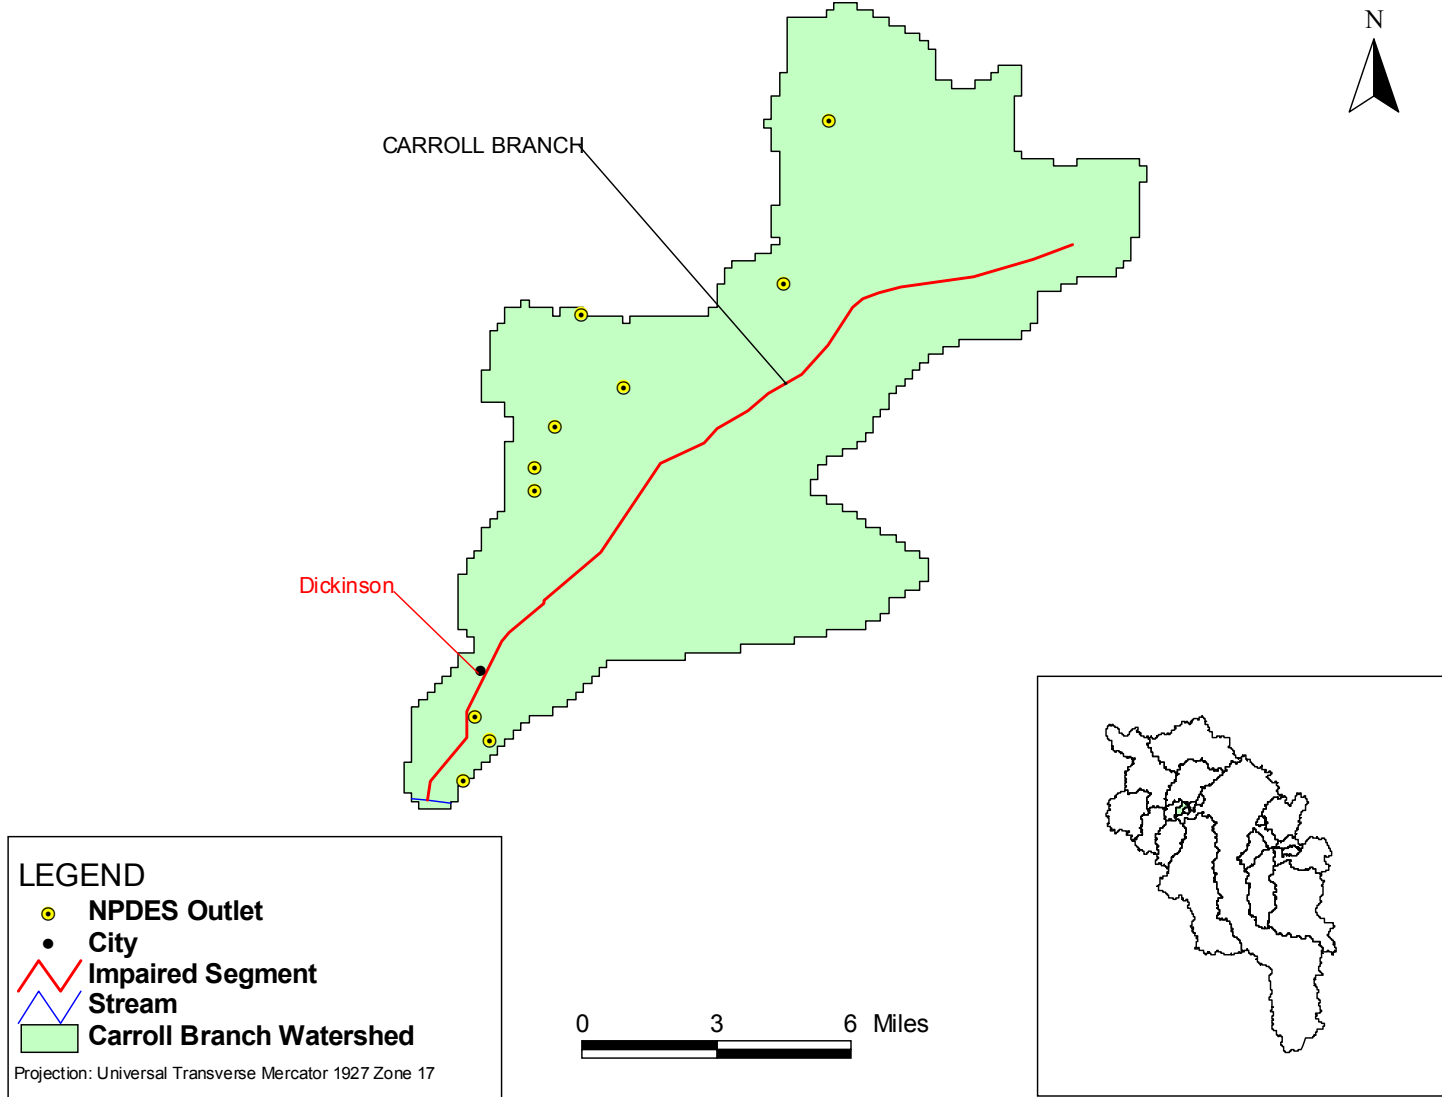 N
CARROLL BRANCH
Dickinson
LEGEND
NPDES Outlet
City
Impaired Segment
Stream
Carroll Branch Watershed
Projection: Universal Transverse Mercator 1927 Zone 17
0 3 6 Miles